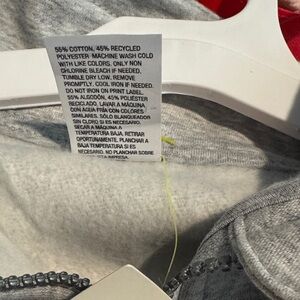 55% COTTON, 45% RECYCLED
POLYESTER- MACHINE WASH COLD
WITH LIKE COLORS. ONLY NON
CHLORINE BLEACH IF NEEDED.
TUMBLE DRY LOW. REMOVE
PROMPTLY. COOL IRON IF NEEDED.
DO NOT IRON ON PRINT LABEL.
55% ALGODÓN, 45% POLIÉSTER
RECICLADO. LAVAR A MÁQUINA
CON AGUA FRIA CON COLORES
SIMILARES. SÓLO BLANQUEADOR
SIN CLORO SI ES NECESARIO.
SECAR A MÁQUINA A
TEMPERATURA BAJA. RETIRAR
OPORTUNAMENTE. PLANCHAR A
BAJA TEMPERATURA SI ES
NECESARIO. NO PLANCHAR SOBRE
ETA IMPRESA.